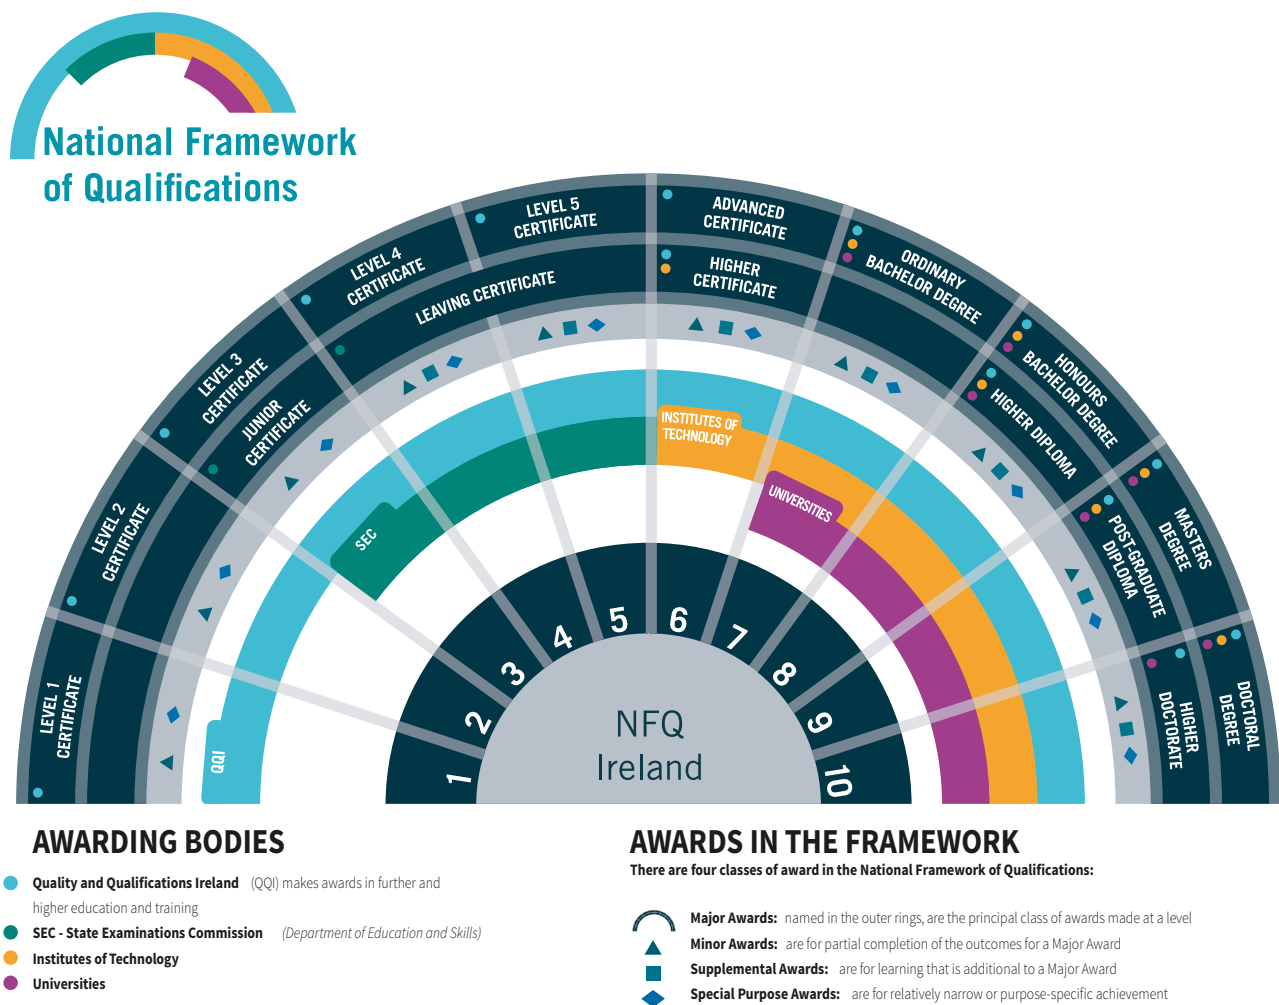 National Framework
of Qualifications
LEVEL 1
CERTIFICATE
LEVEL 2
CERTIFICATE
LEVEL 3
CERTIFICATE
LEVEL 4
CERTIFICATE
LEVEL 5
CERTIFICATE
ADVANCED
CERTIFICATE
ORDINARY
BACHELOR DEGREE
HONOURS
BACHELOR DEGREE
MASTERS
DEGREE
DOCTORAL
DEGREE
JUNIOR
CERTIFICATE
LEAVING CERTIFICATE
HIGHER
CERTIFICATE
HIGHER DIPLOMA
POST-GRADUATE
DIPLOMA
HIGHER
DOCTORATE
QQI
SEC
INSTITUTES OF
TECHNOLOGY
UNIVERSITIES
1
2
3
4
5
6
7
8
9
10
NFQ
Ireland
AWARDING BODIES
Quality and Qualifications Ireland (QQI) makes awards in further and
higher education and training
SEC - State Examinations Commission (Department of Education and Skills)
Institutes of Technology
Universities
AWARDS IN THE FRAMEWORK
There are four classes of award in the National Framework of Qualifications:
Major Awards: named in the outer rings, are the principal class of awards made at a level
Minor Awards: are for partial completion of the outcomes for a Major Award
Supplemental Awards: are for learning that is additional to a Major Award
Special Purpose Awards: are for relatively narrow or purpose-specific achievement